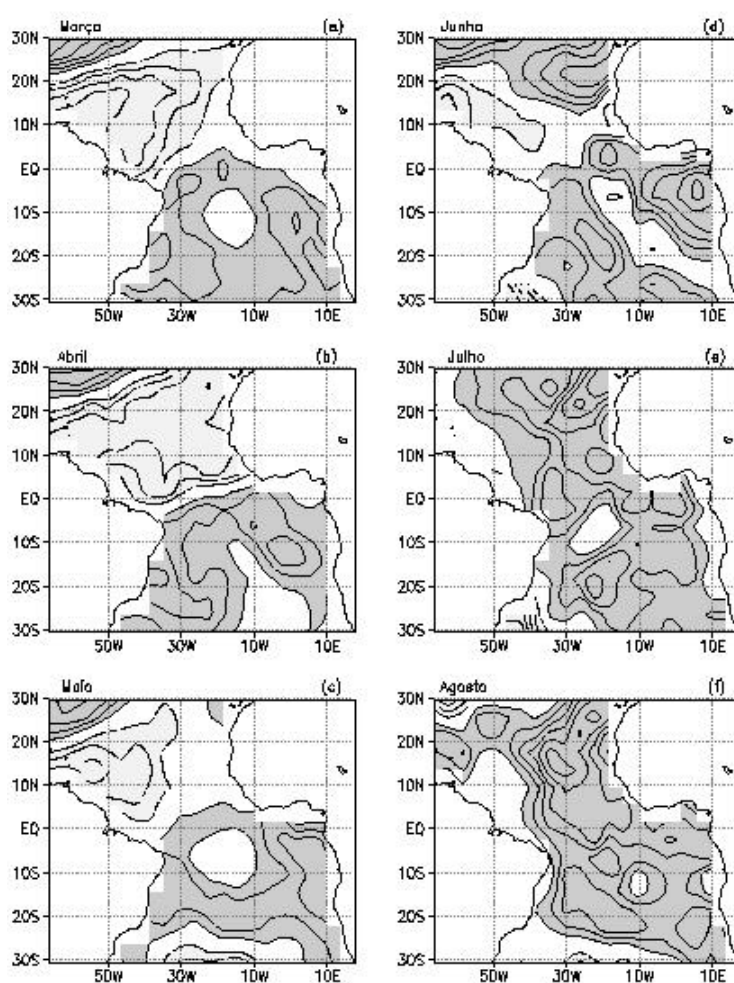 Março (a)
30N
20N
10N
EQ
10S
20S
30S
50W 30W 10W 10E
Junho (d)
30N
20N
10N
EQ
10S
20S
30S
50W 30W 10W 10E
Abril (b)
30N
20N
10N
EQ
10S
20S
30S
50W 30W 10W 10E
Julho (e)
30N
20N
10N
EQ
10S
20S
30S
50W 30W 10W 10E
Maio (c)
30N
20N
10N
EQ
10S
20S
30S
50W 30W 10W 10E
Agosto (f)
30N
20N
10N
EQ
10S
20S
30S
50W 30W 10W 10E